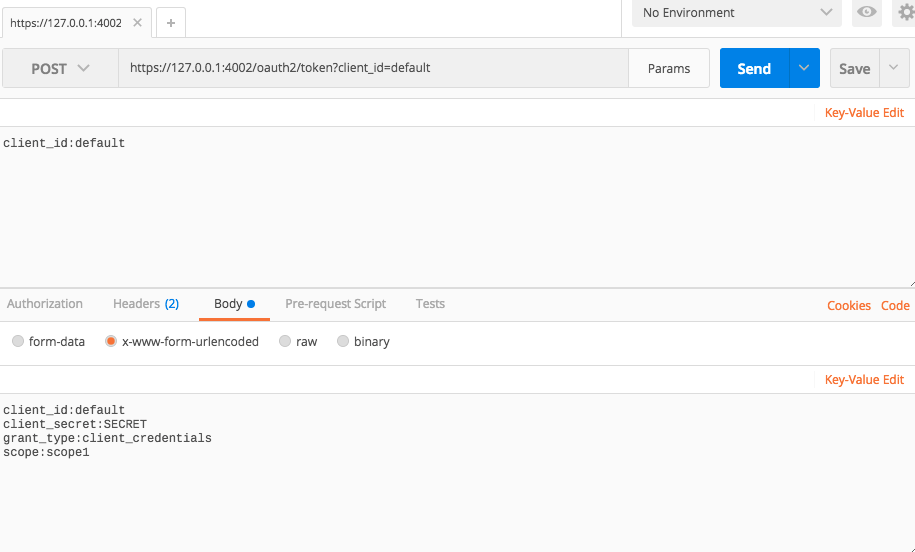 https://127.0.0.1:4002
No Environment
POST https://127.0.0.1:4002/oauth2/token?client_id=default Params Send Save
Key-Value Edit
client_id:default
Authorization Headers (2) Body Pre-request Script Tests Cookies Code
form-data x-www-form-urlencoded raw binary
Key-Value Edit
client_id:default
client_secret:SECRET
grant_type:client_credentials
scope:scope1